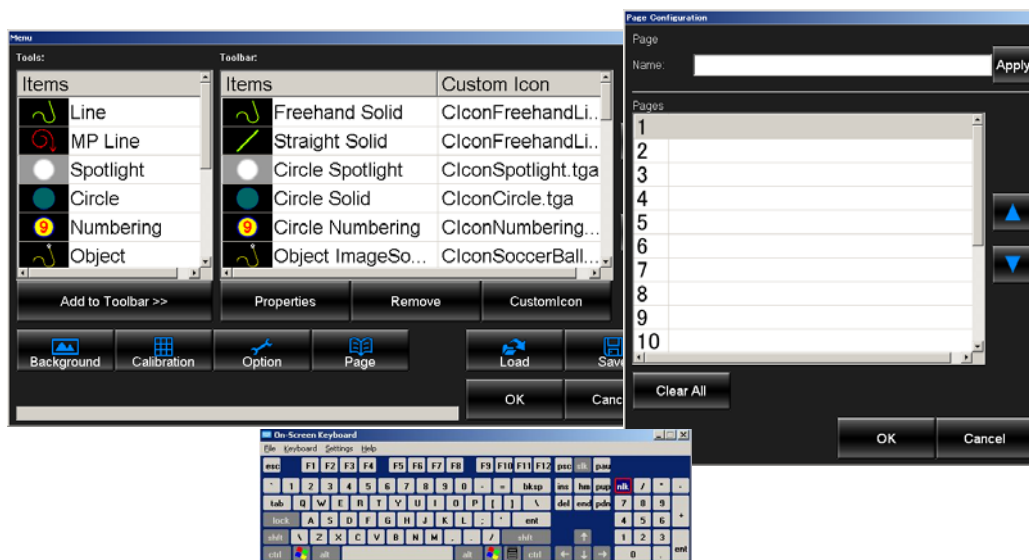 Menu
Tools:
Toolbar:
Items
Items Custom Icon
Line
Freehand Solid CIconFreehandLi..
MP Line
Straight Solid CIconFreehandLi..
Spotlight
Circle Spotlight CIconSpotlight.tga
Circle
Circle Solid CIconCircle.tga
9 Numbering
9 Circle Numbering CIconNumbering...
Object
Object ImageSo... CIconSoccerBall...
Add to Toolbar >>
Properties
Remove
CustomIcon
Background
Calibration
Option
Page
Load
Save
OK
Canc
Page Configuration
Page
Name:
Apply
Pages
1
2
3
4
5
6
7
8
9
10
Clear All
OK
Cancel
On-Screen Keyboard
File Keyboard Settings Help
esc F1 F2 F3 F4 F5 F6 F7 F8 F9 F10 F11 F12 psc slk pau
` 1 2 3 4 5 6 7 8 9 0 - = bksp ins hm pup nlk / * -
tab Q W E R T Y U I O P [ ] \ del end pdn 7 8 9 +
lock A S D F G H J K L ; ' ent 4 5 6
shft \ Z X C V B N M , . / shft ↑ 1 2 3 ent
ctrl alt alt ctrl ← ↓ → 0 .